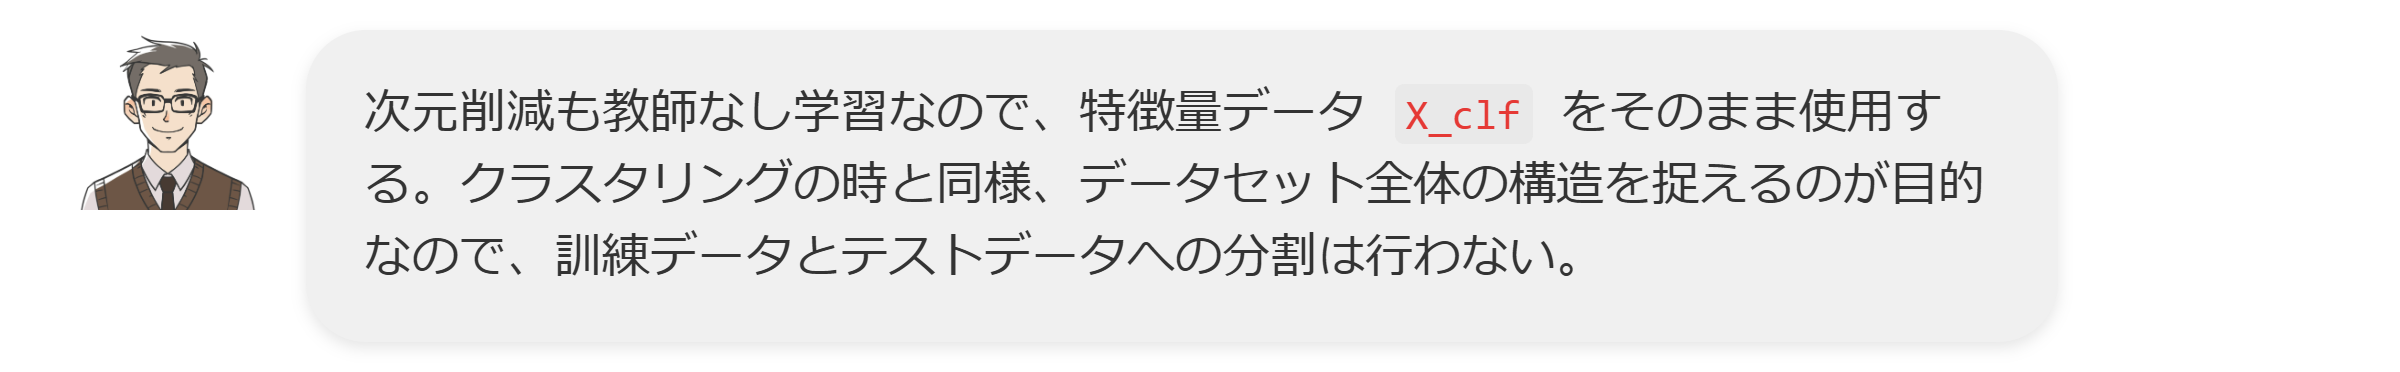 次元削減も教師なし学習なので、特徴量データ X_clf をそのまま使用す
る。クラスタリングの時と同様、データセット全体の構造を捉えるのが目的
なので、訓練データとテストデータへの分割は行わない。